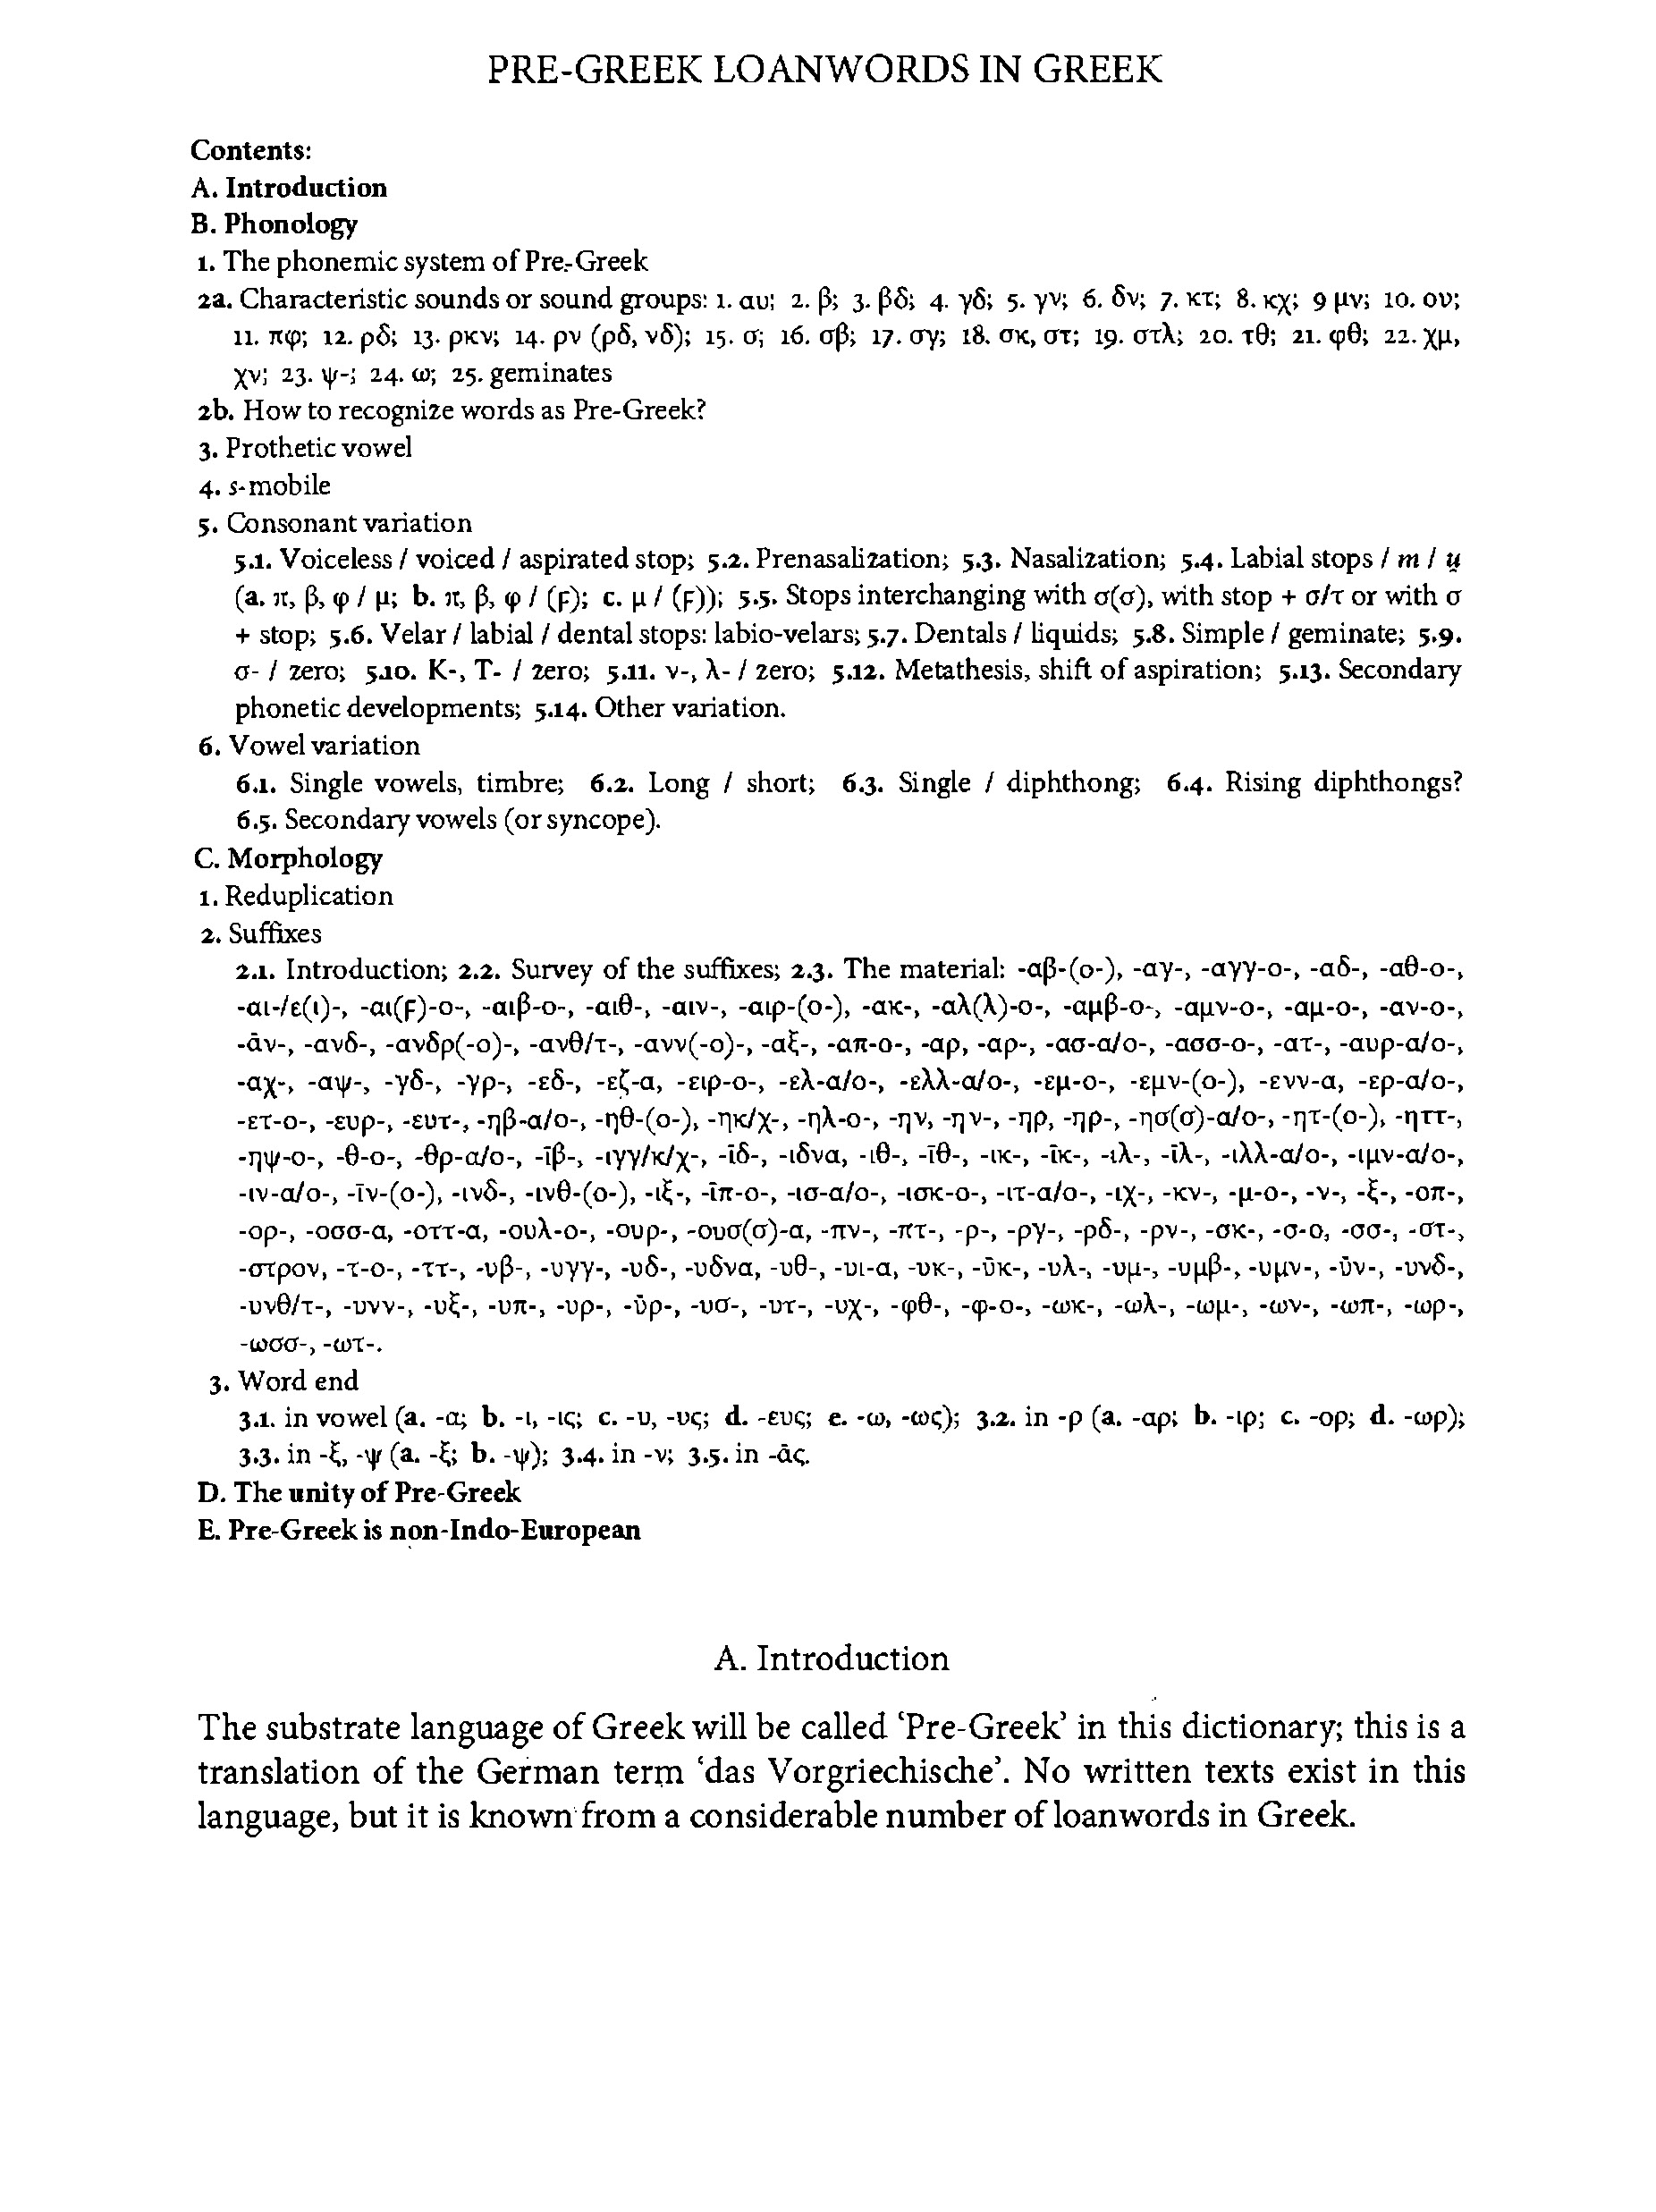 PRE-GREEK LOANWORDS IN GREEK
Contents:
A. Introduction
B. Phonology
1. The phonemic system of Pre-Greek
2a. Characteristic sounds or sound groups: 1. αυ; 2. β; 3. βδ; 4. γδ; 5. γν; 6. δν; 7. κτ; 8. κχ; 9 μν; 10. ον;
11. πφ; 12. ρδ; 13. ρκν; 14. ρν (ρδ, νδ); 15. σ; 16. σβ; 17. σγ; 18. σκ, στ; 19. στλ; 20. τθ; 21. φθ; 22. χμ,
χν; 23. ψ-; 24. ω; 25. geminates
2b. How to recognize words as Pre-Greek?
3. Prothetic vowel
4. s-mobile
5. Consonant variation
5.1. Voiceless / voiced / aspirated stop; 5.2. Prenasalization; 5.3. Nasalization; 5.4. Labial stops / m / u̯
(a. π, β, φ / μ; b. π, β, φ / (ϝ); c. μ / (ϝ)); 5.5. Stops interchanging with σ(σ), with stop + σ/τ or with σ
+ stop; 5.6. Velar / labial / dental stops: labio-velars; 5.7. Dentals / liquids; 5.8. Simple / geminate; 5.9.
σ- / zero; 5.10. K-, T- / zero; 5.11. ν-, λ- / zero; 5.12. Metathesis, shift of aspiration; 5.13. Secondary
phonetic developments; 5.14. Other variation.
6. Vowel variation
6.1. Single vowels, timbre; 6.2. Long / short; 6.3. Single / diphthong; 6.4. Rising diphthongs?
6.5. Secondary vowels (or syncope).
C. Morphology
1. Reduplication
2. Suffixes
2.1. Introduction; 2.2. Survey of the suffixes; 2.3. The material: -αβ-(ο-), -αγ-, -αγγ-ο-, -αδ-, -αθ-ο-,
-αι-/ε(ι)-, -αι(ϝ)-ο-, -αιβ-ο-, -αιθ-, -αιν-, -αιρ-(ο-), -ακ-, -αλ(λ)-ο-, -αμβ-ο-, -αμν-ο-, -αμ-ο-, -αν-ο-,
-ᾱν-, -ανδ-, -ανδρ(-ο)-, -ανθ/τ-, -ανν(-ο)-, -αξ-, -απ-ο-, -αρ, -αρ-, -ασ-α/ο-, -ασσ-ο-, -ατ-, -αυρ-α/ο-,
-αχ-, -αψ-, -γδ-, -γρ-, -εδ-, -εζ-α, -ειρ-ο-, -ελ-α/ο-, -ελλ-α/ο-, -εμ-ο-, -εμν-(ο-), -ενν-α, -ερ-α/ο-,
-ετ-ο-, -ευρ-, -ευτ-, -ηβ-α/ο-, -ηθ-(ο-), -ηκ/χ-, -ηλ-ο-, -ην, -ην-, -ηρ, -ηρ-, -ησ(σ)-α/ο-, -ητ-(ο-), -ηττ-,
-ηψ-ο-, -θ-ο-, -θρ-α/ο-, -ῑβ-, -ιγγ/κ/χ-, -ῑδ-, -ιδνα, -ιθ-, -ῑθ-, -ικ-, -ῑκ-, -ιλ-, -ῑλ-, -ιλλ-α/ο-, -ιμν-α/ο-,
-ιν-α/ο-, -ῑν-(ο-), -ινδ-, -ινθ-(ο-), -ιξ-, -ῑπ-ο-, -ισ-α/ο-, -ισκ-ο-, -ιτ-α/ο-, -ιχ-, -κν-, -μ-ο-, -ν-, -ξ-, -οπ-,
-ορ-, -οσσ-α, -οττ-α, -ουλ-ο-, -ουρ-, -ουσ(σ)-α, -πν-, -πτ-, -ρ-, -ργ-, -ρδ-, -ρν-, -σκ-, -σ-ο, -σσ-, -στ-,
-στρον, -τ-ο-, -ττ-, -υβ-, -υγγ-, -υδ-, -υδνα, -υθ-, -υι-α, -υκ-, -ῡκ-, -υλ-, -υμ-, -υμβ-, -υμν-, -ῡν-, -υνδ-,
-υνθ/τ-, -υνν-, -υξ-, -υπ-, -υρ-, -ῡρ-, -υσ-, -υτ-, -υχ-, -φθ-, -φ-ο-, -ωκ-, -ωλ-, -ωμ-, -ων-, -ωπ-, -ωρ-,
-ωσσ-, -ωτ-.
3. Word end
3.1. in vowel (a. -α; b. -ι, -ις; c. -υ, -υς; d. -ευς; e. -ω, -ως); 3.2. in -ρ (a. -αρ; b. -ιρ; c. -ορ; d. -ωρ);
3.3. in -ξ, -ψ (a. -ξ; b. -ψ); 3.4. in -ν; 3.5. in -ᾱς.
D. The unity of Pre-Greek
E. Pre-Greek is non-Indo-European
A. Introduction
The substrate language of Greek will be called ‘Pre-Greek’ in this dictionary; this is a
translation of the German term ‘das Vorgriechische’. No written texts exist in this
language, but it is known from a considerable number of loanwords in Greek.